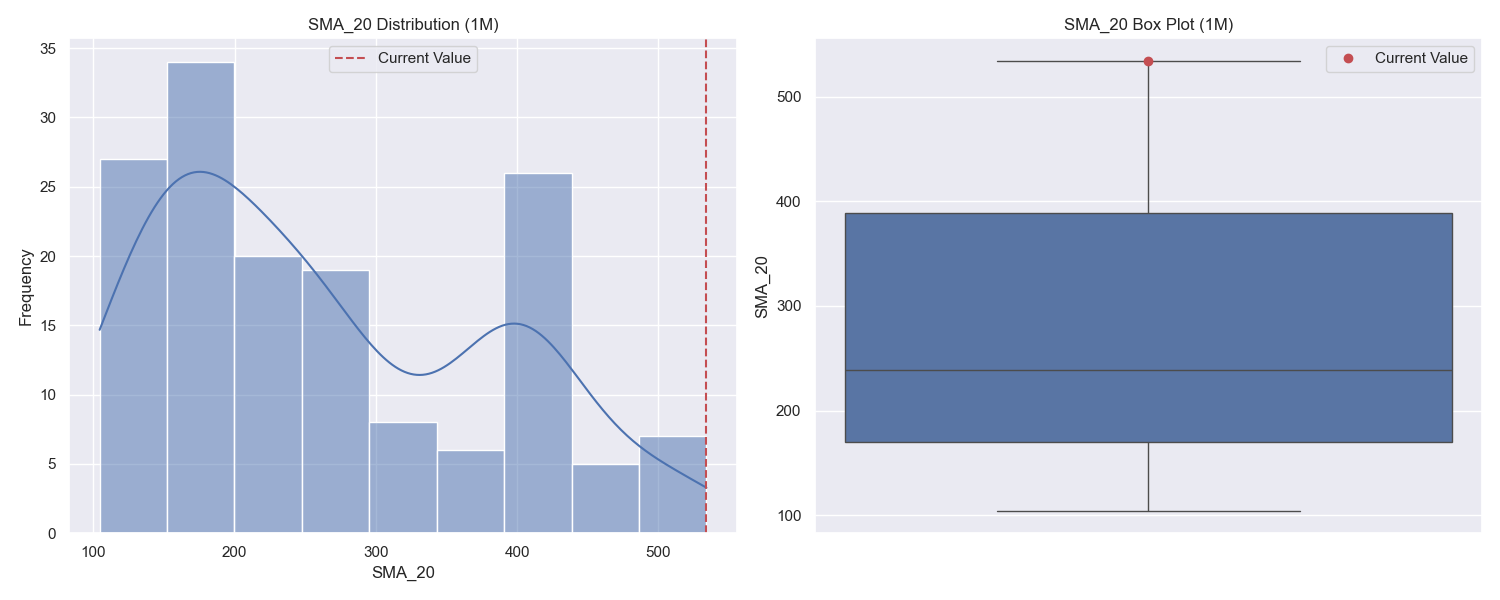 SMA_20 Distribution (1M)
Current Value
35
30
25
20
15
10
5
0
Frequency
100 200 300 400 500
SMA_20
SMA_20 Box Plot (1M)
Current Value
500
400
300
200
100
SMA_20